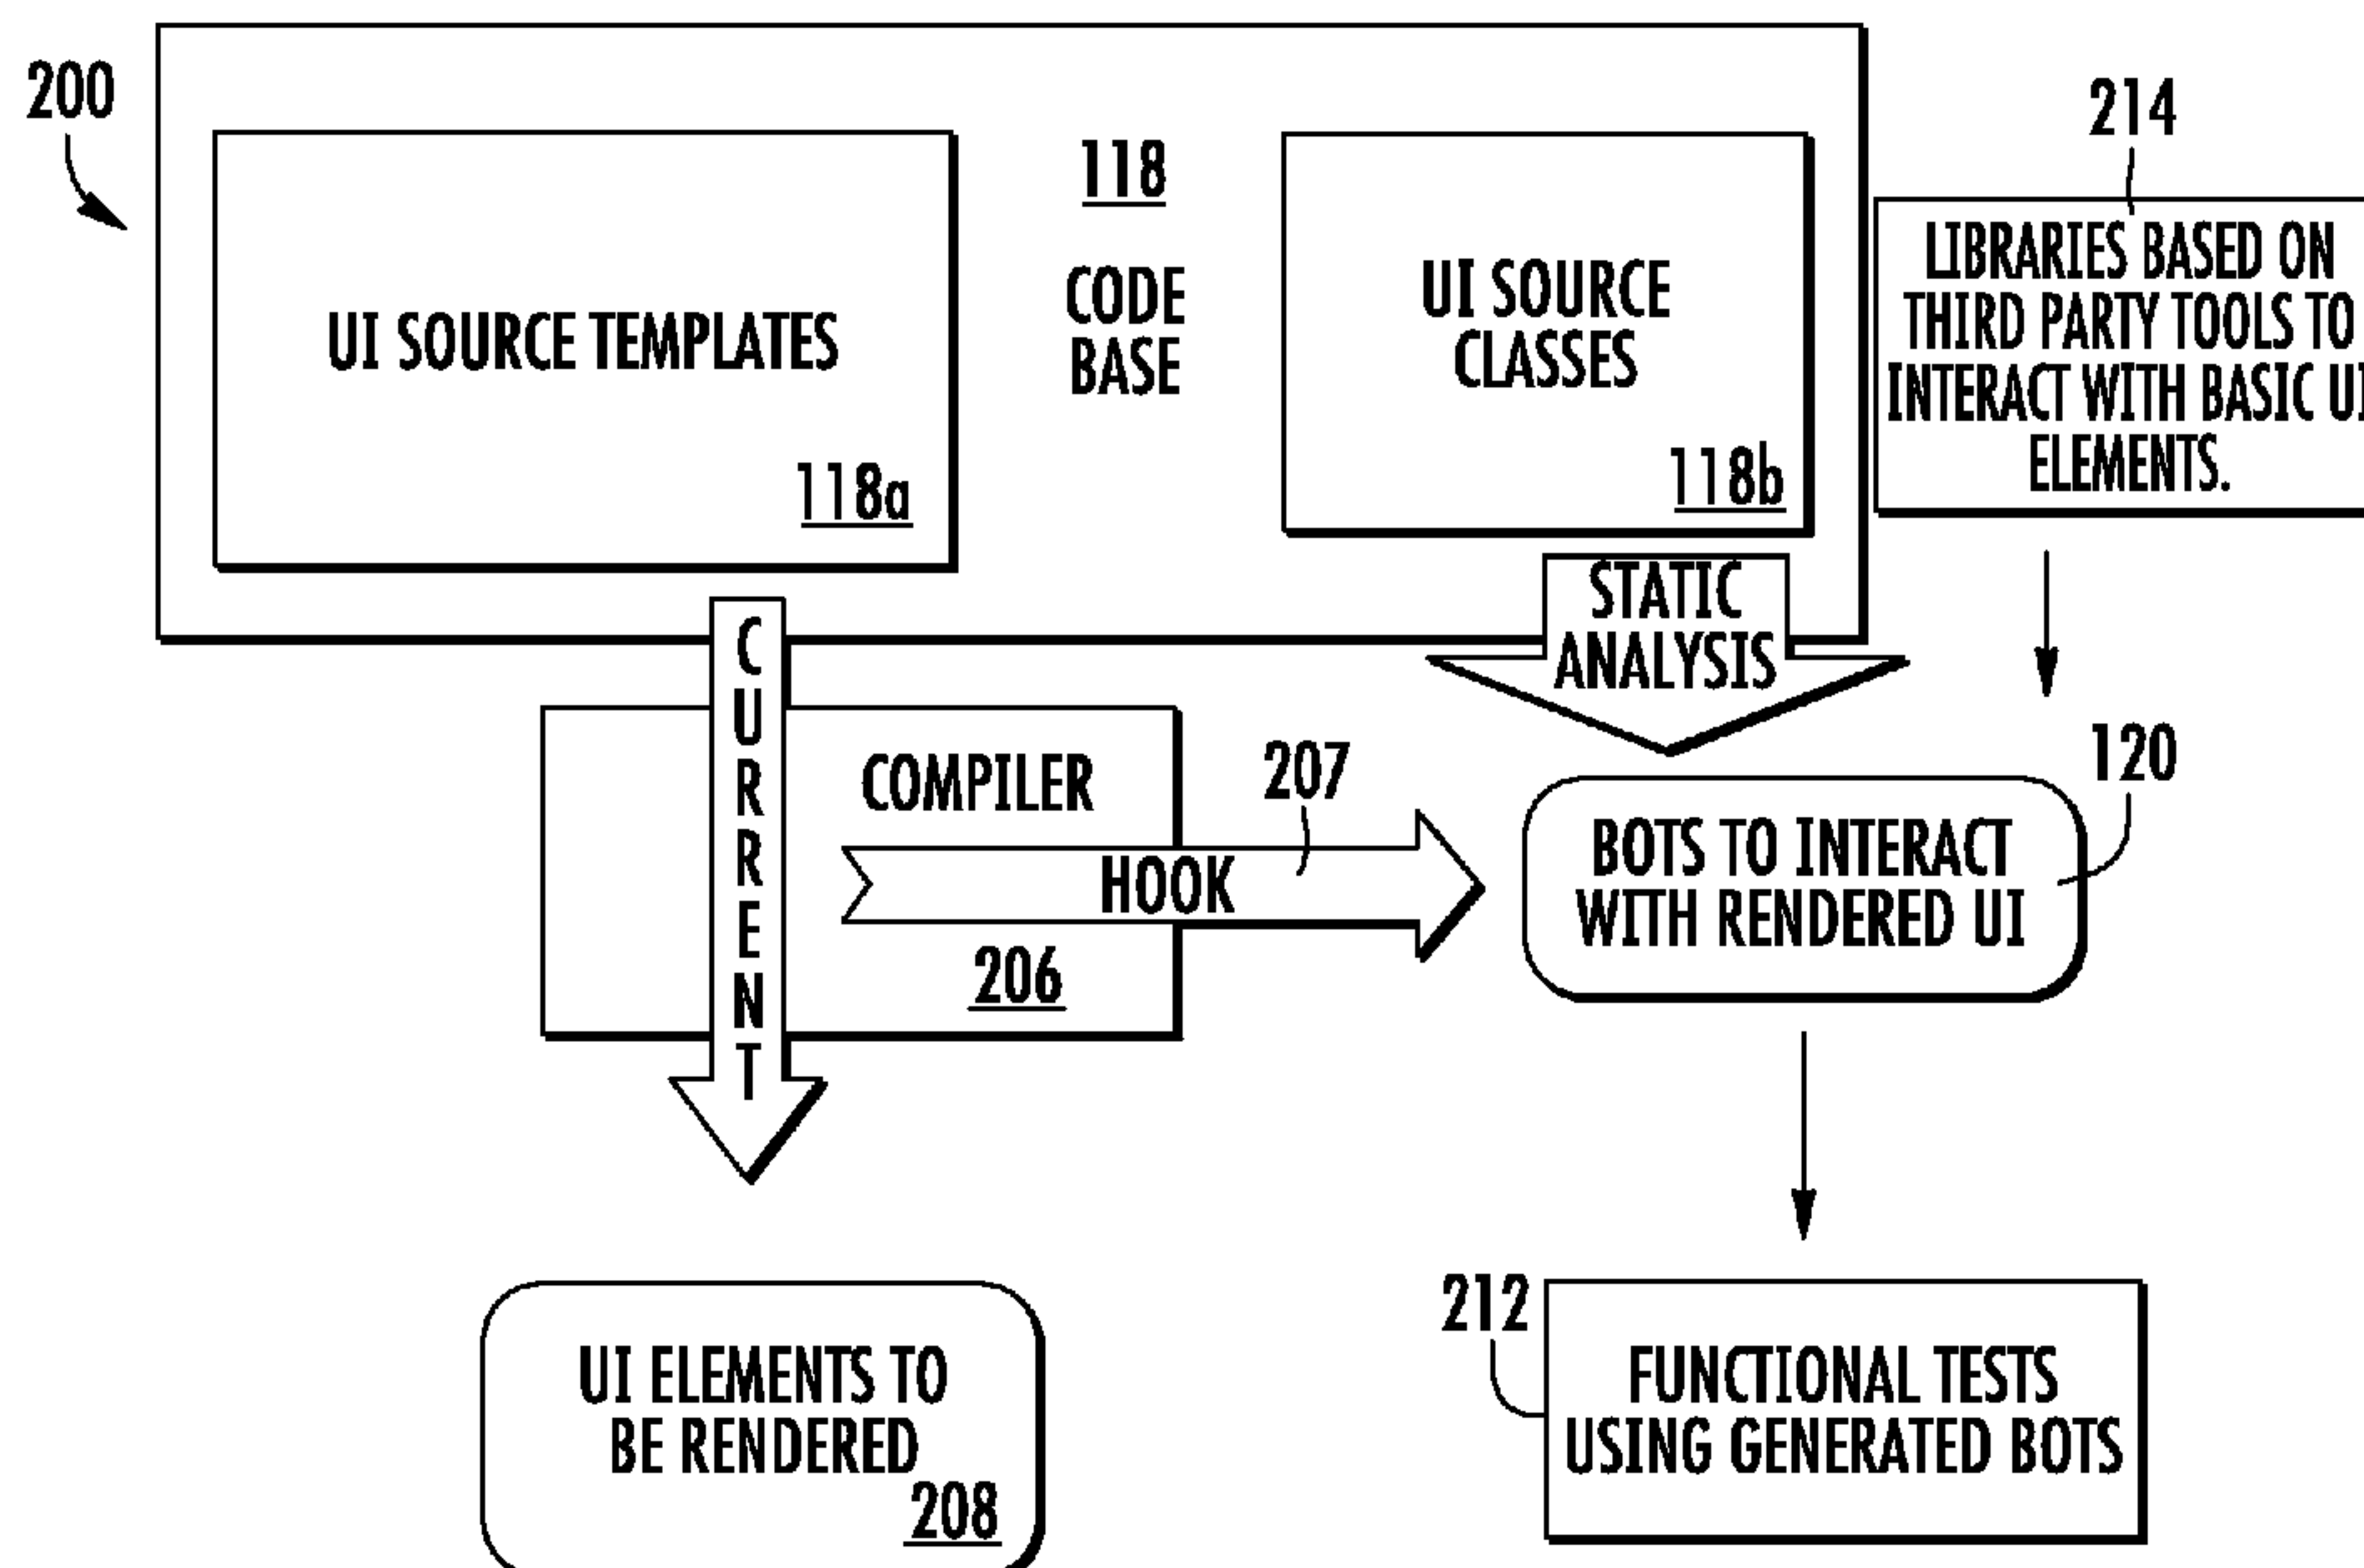 200
118
CODE
BASE
UI SOURCE TEMPLATES
118a
UI SOURCE
CLASSES
118b
214
LIBRARIES BASED ON
THIRD PARTY TOOLS TO
INTERACT WITH BASIC UI
ELEMENTS.
CURRENT
STATIC
ANALYSIS
COMPILER
207
HOOK
206
120
BOTS TO INTERACT
WITH RENDERED UI
UI ELEMENTS TO
BE RENDERED
208
212
FUNCTIONAL TESTS
USING GENERATED BOTS